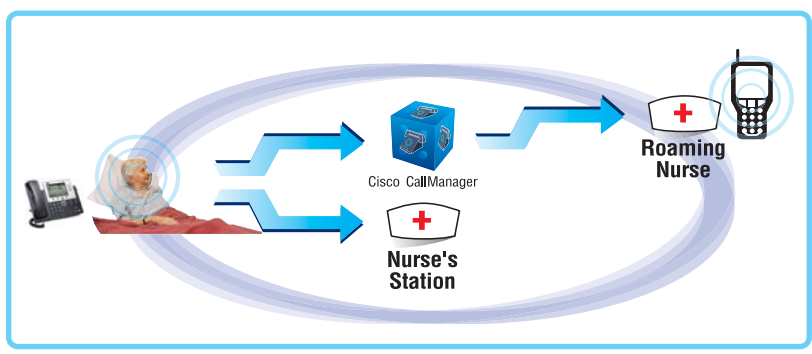 Cisco CallManager
Roaming
Nurse
Nurse's
Station